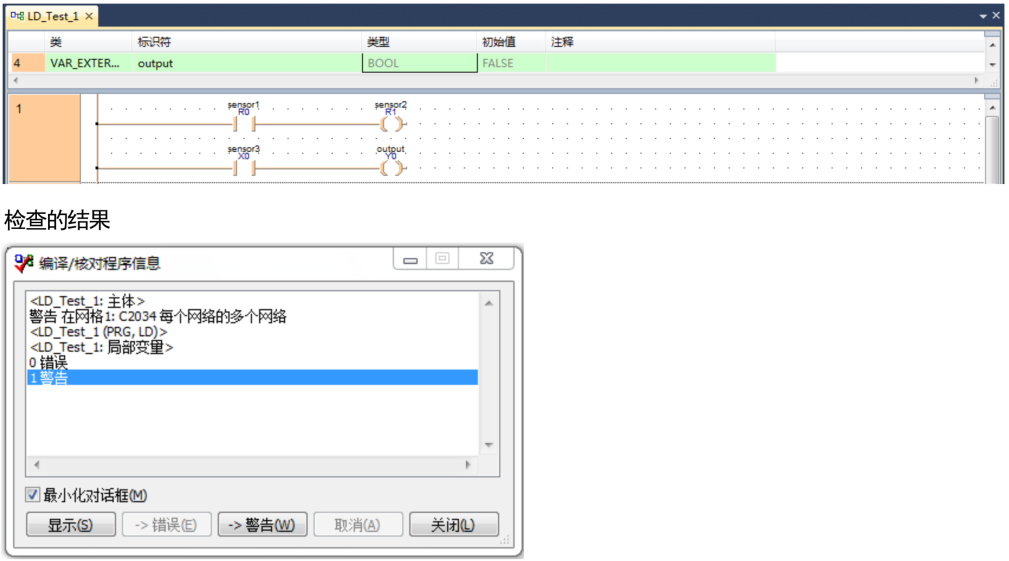 LD_Test_1
类 标识符 类型 初始值 注释
4 VAR_EXTER... output BOOL FALSE
1
sensor1 sensor2
R0 R1
sensor3 output
X0 Y0
检查的结果
编译/核对程序信息
<LD_Test_1: 主体>
警告 在网格1: C2034 每个网络的多个网络
<LD_Test_1 (PRG, LD)>
<LD_Test_1: 局部变量>
0 错误
1 警告
最小化对话框(M)
显示(S) -> 错误(E) -> 警告(W) 取消(A) 关闭(L)